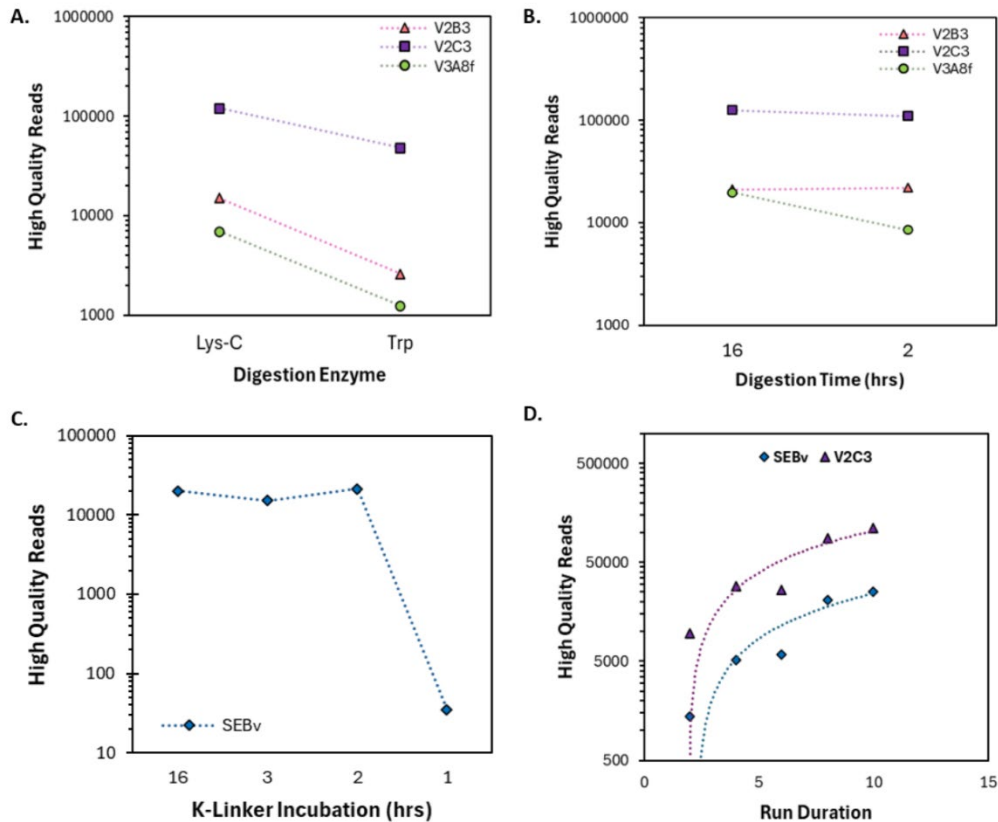 A.
1000000
100000
10000
1000
High Quality Reads
V2B3
V2C3
V3A8f
Lys-C Trp
Digestion Enzyme
B.
1000000
100000
10000
1000
High Quality Reads
V2B3
V2C3
V3A8f
16 2
Digestion Time (hrs)
C.
100000
10000
1000
100
10
High Quality Reads
SEBv
16 3 2 1
K-Linker Incubation (hrs)
D.
500000
50000
5000
500
High Quality Reads
SEBv V2C3
0 5 10 15
Run Duration